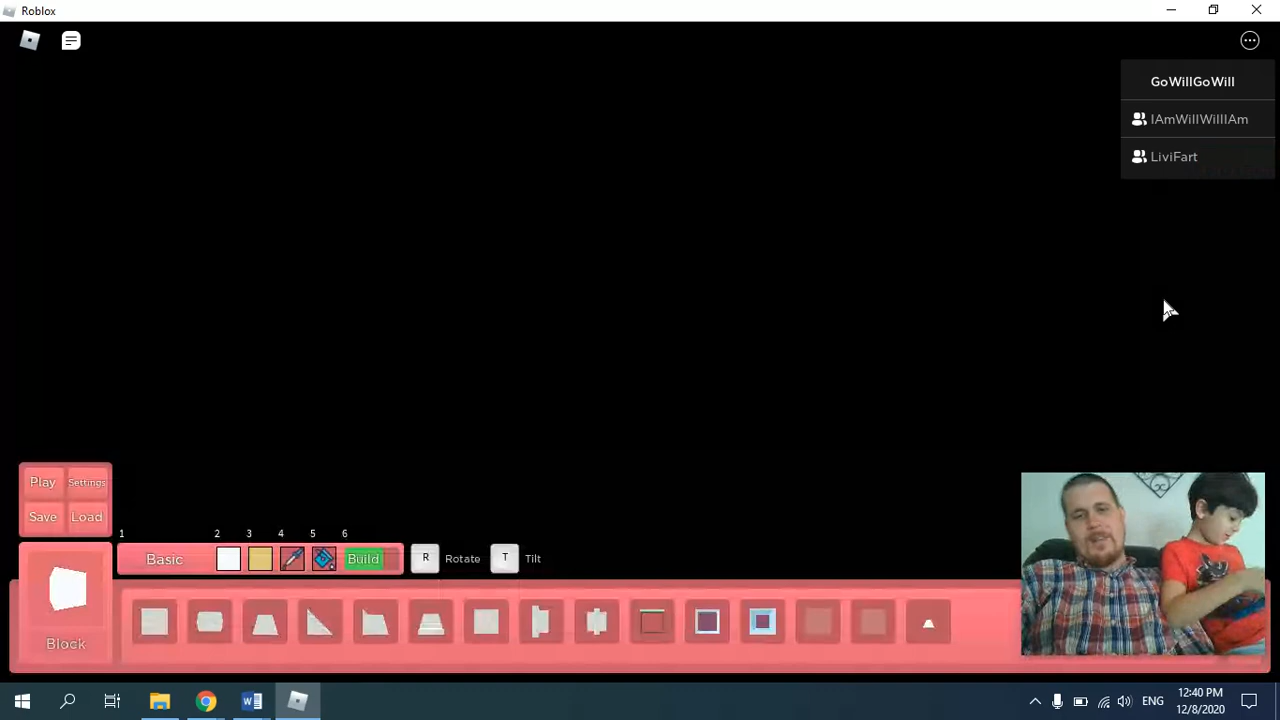 Roblox
GoWillGoWill
IAmWillWillIAm
LiviFart
Play Settings
Save Load
1 2 3 4 5 6
Basic Build R Rotate T Tilt
Block
ENG
12:40 PM
12/8/2020